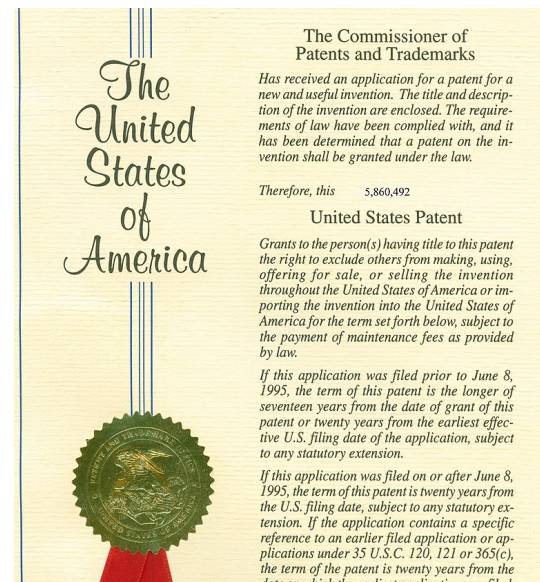 The
United
States
of
America
The Commissioner of
Patents and Trademarks
Has received an application for a patent for a
new and useful invention. The title and descrip-
tion of the invention are enclosed. The require-
ments of law have been complied with, and it
has been determined that a patent on the in-
vention shall be granted under the law.
Therefore, this 5,860,492
United States Patent
Grants to the person(s) having title to this patent
the right to exclude others from making, using,
offering for sale, or selling the invention
throughout the United States of America or im-
porting the invention into the United States of
America for the term set forth below, subject to
the payment of maintenance fees as provided
by law.
If this application was filed prior to June 8,
1995, the term of this patent is the longer of
seventeen years from the date of grant of this
patent or twenty years from the earliest effec-
tive U.S. filing date of the application, subject
to any statutory extension.
If this application was filed on or after June 8,
1995, the term of this patent is twenty years from
the U.S. filing date, subject to any statutory ex-
tension. If the application contains a specific
reference to an earlier filed application or ap-
plications under 35 U.S.C. 120, 121 or 365(c),
the term of the patent is twenty years from the
PATENT AND TRADEMARK OFFICE
UNITED STATES OF AMERICA